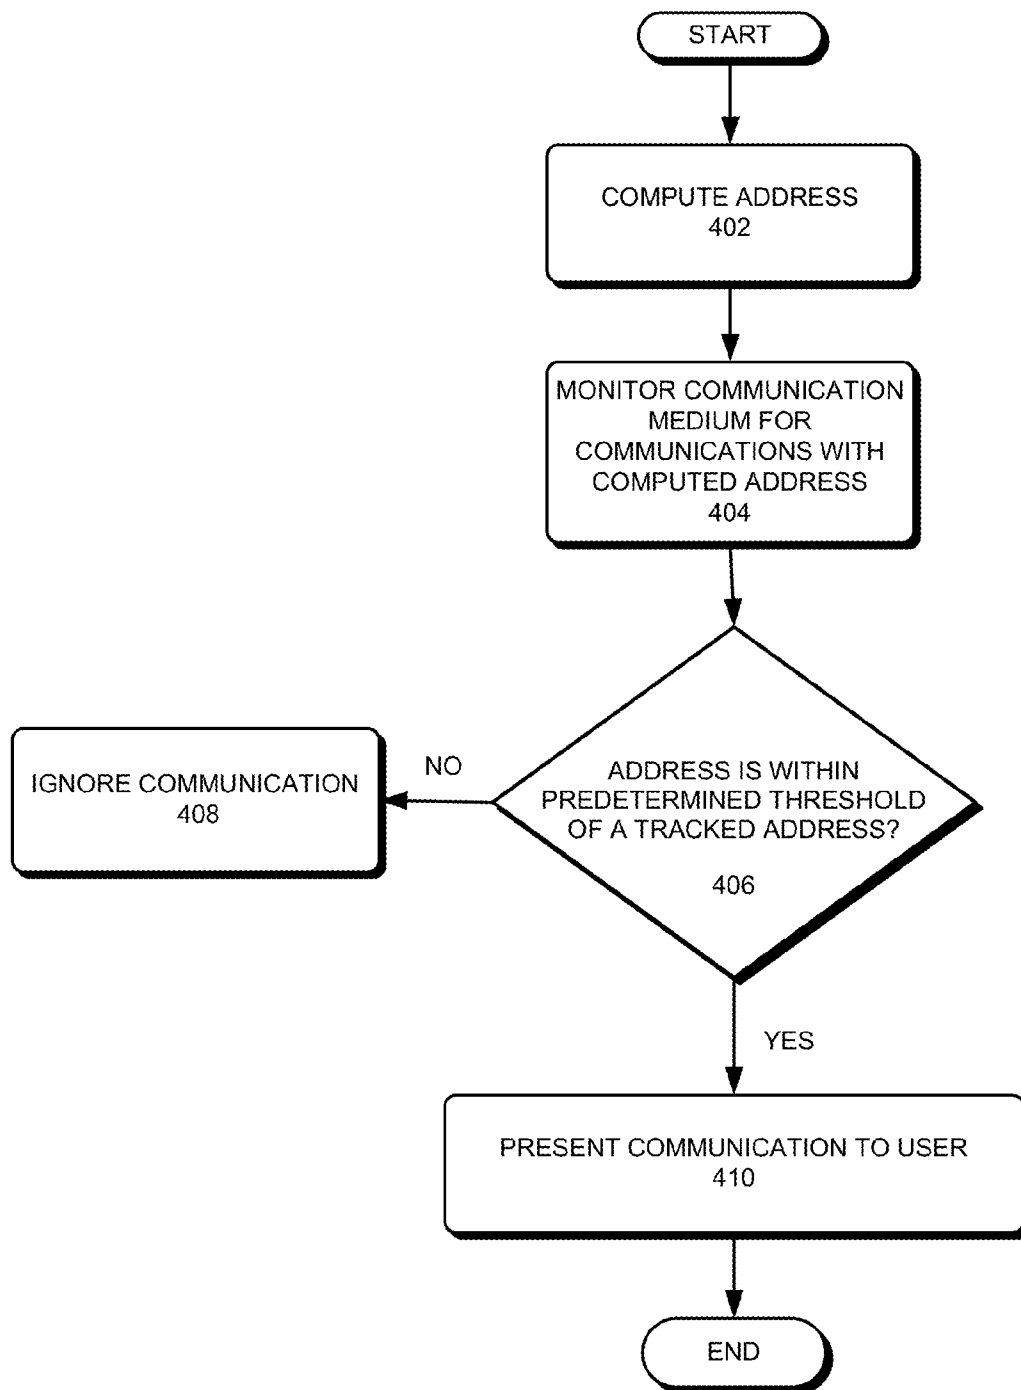 START
COMPUTE ADDRESS
402
MONITOR COMMUNICATION
MEDIUM FOR
COMMUNICATIONS WITH
COMPUTED ADDRESS
404
ADDRESS IS WITHIN
PREDETERMINED THRESHOLD
OF A TRACKED ADDRESS?
406
NO
IGNORE COMMUNICATION
408
YES
PRESENT COMMUNICATION TO USER
410
END